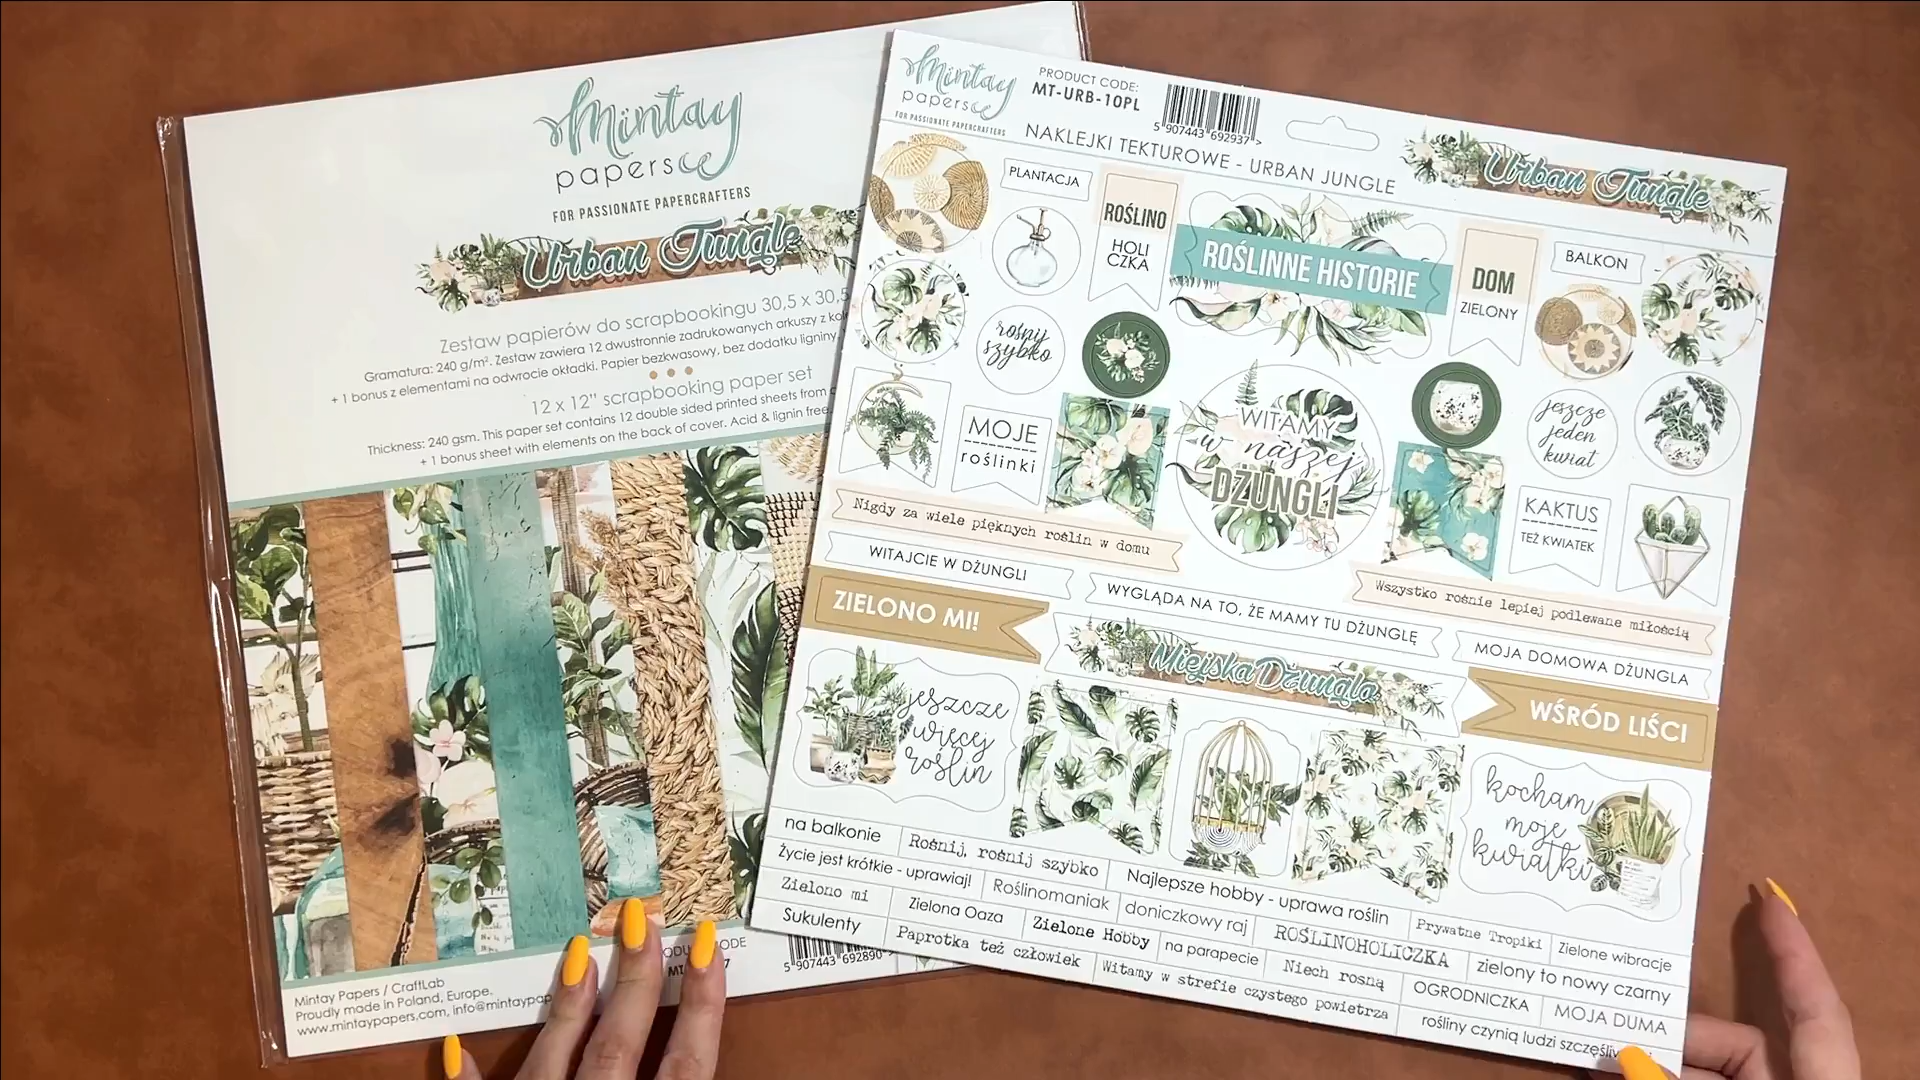 Mintay
papers
FOR PASSIONATE PAPERCRAFTERS
Urban Jungle
Zestaw papierów do scrapbookingu 30,5 x 30,5
Gramatura: 240 g/m². Zestaw zawiera 12 dwustronnie zadrukowanych arkuszy z
+ 1 bonus z elementami na odwrocie okładki. Papier bezkwasowy, bez dodatku ligniny.
12 x 12" scrapbooking paper set
Thickness: 240 gsm. This paper set contains 12 double sided printed sheets from
+ 1 bonus sheet with elements on the back of cover. Acid & lignin free.
5 907443 692890 >
Mintay Papers / CraftLab
Proudly made in Poland, Europe.
www.mintaypapers.com, info@mintaypap
Mintay
papers
FOR PASSIONATE PAPERCRAFTERS
PRODUCT CODE:
MT-URB-10PL
5 907443 692937 >
NAKLEJKI TEKTUROWE - URBAN JUNGLE
Urban Jungle
PLANTACJA
ROŚLINO
HOLI
CZKA
ROŚLINNE HISTORIE
DOM
ZIELONY
BALKON
rośnij
szybko
MOJE
roślinki
WITAMY
w naszej
DŻUNGLI
jeszcze
jeden
kwiat
KAKTUS
TEŻ KWIATEK
Nigdy za wiele pięknych roślin w domu
WITAJCIE W DŻUNGLI
WYGLĄDA NA TO, ŻE MAMY TU DŻUNGLĘ
Wszystko rośnie lepiej podlewane miłością
ZIELONO MI!
Miejska Dżungla
MOJA DOMOWA DŻUNGLA
WŚRÓD LIŚCI
jeszcze
więcej
roślin
kocham
moje
kwiatki
na balkonie
Rośnij, rośnij szybko
Najlepsze hobby - uprawa roślin
Prywatne Tropiki
Zielone wibracje
Życie jest krótkie - uprawiaj!
Roślinomaniak
doniczkowy raj
ROŚLINOHOLICZKA
zielony to nowy czarny
Zielono mi
Zielona Oaza
Zielone Hobby
na parapecie
Niech rosną
OGRODNICZKA
MOJA DUMA
Sukulenty
Paprotka też człowiek
Witamy w strefie czystego powietrza
rośliny czynią ludzi